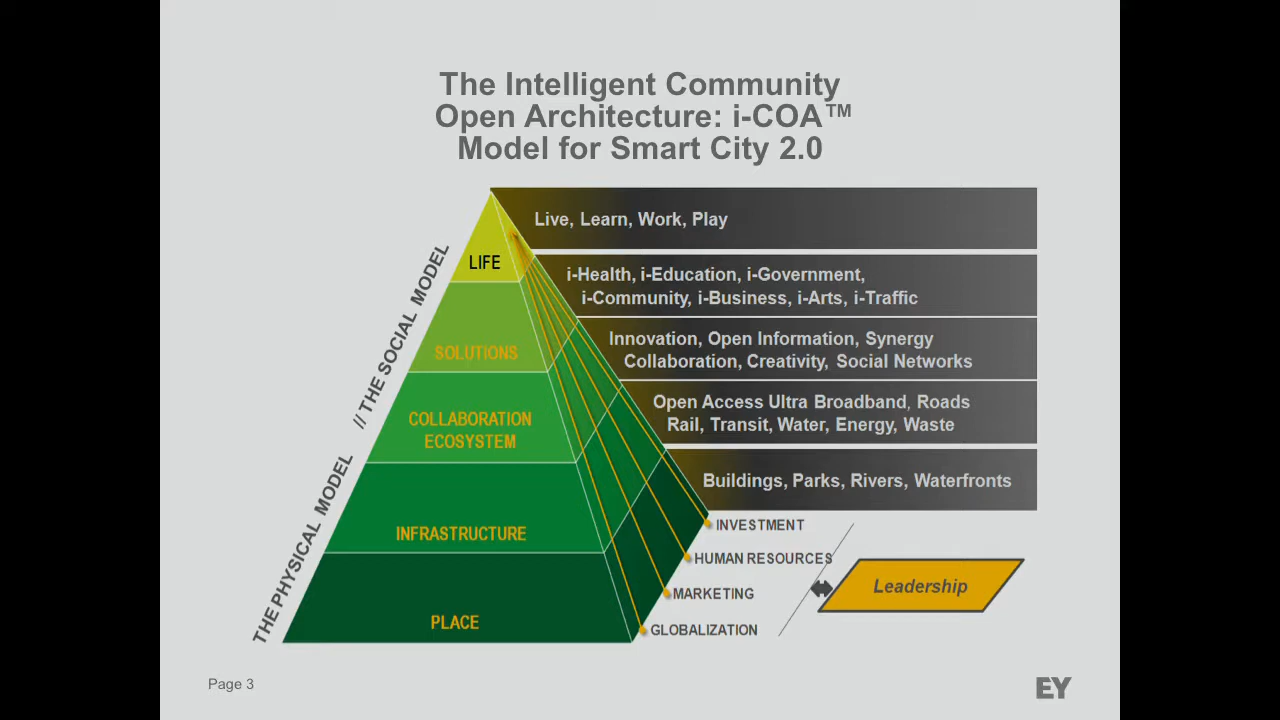 The Intelligent Community
Open Architecture: i-COA™
Model for Smart City 2.0
THE PHYSICAL MODEL // THE SOCIAL MODEL
LIFE
Live, Learn, Work, Play
SOLUTIONS
i-Health, i-Education, i-Government,
i-Community, i-Business, i-Arts, i-Traffic
COLLABORATION
ECOSYSTEM
Innovation, Open Information, Synergy
Collaboration, Creativity, Social Networks
INFRASTRUCTURE
Open Access Ultra Broadband, Roads
Rail, Transit, Water, Energy, Waste
PLACE
Buildings, Parks, Rivers, Waterfronts
INVESTMENT
HUMAN RESOURCES
MARKETING
GLOBALIZATION
Leadership
Page 3
EY